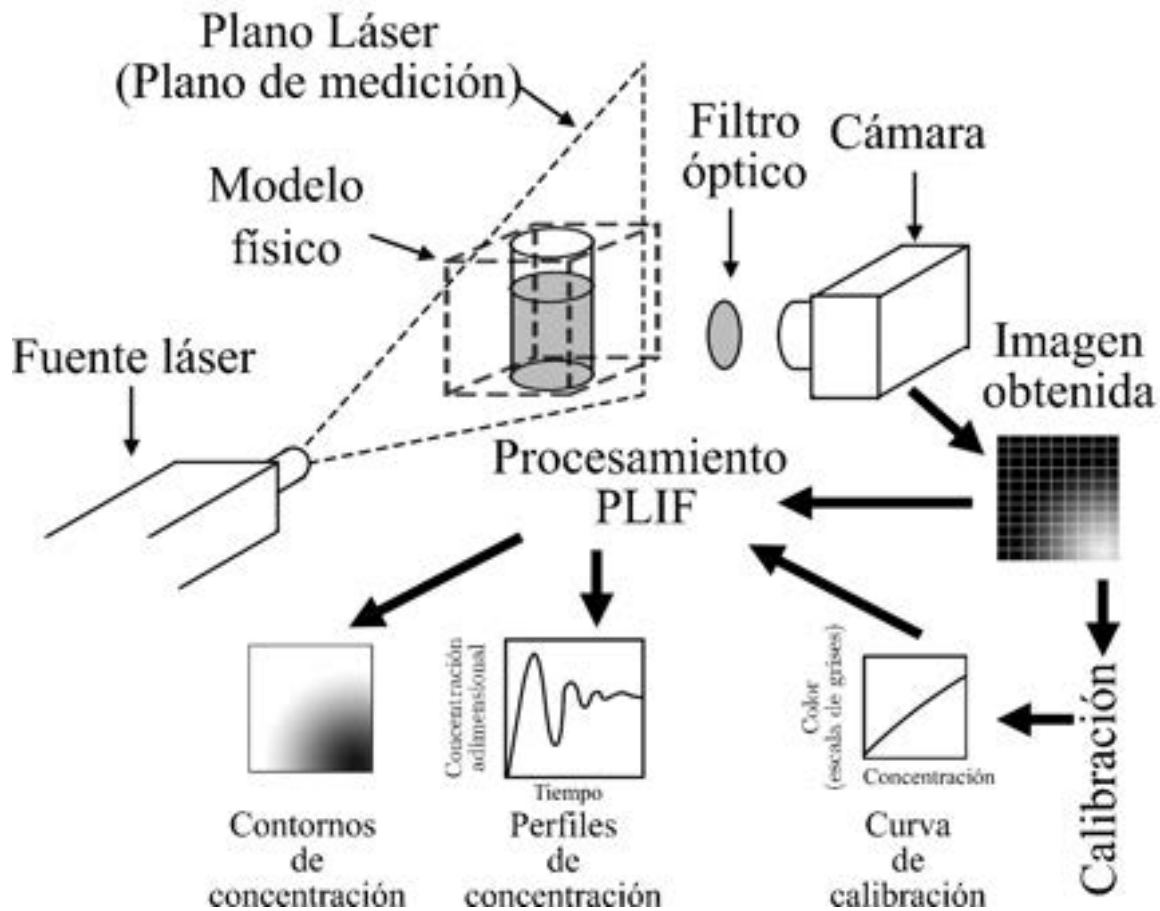 Plano Láser
(Plano de medición)
Filtro
óptico
Cámara
Modelo
físico
Fuente láser
Imagen
obtenida
Procesamiento
PLIF
Concentración
adimensional
Tiempo
Color
(escala de grises)
Concentración
Calibración
Contornos
de
concentración
Perfiles
de
concentración
Curva
de
calibración